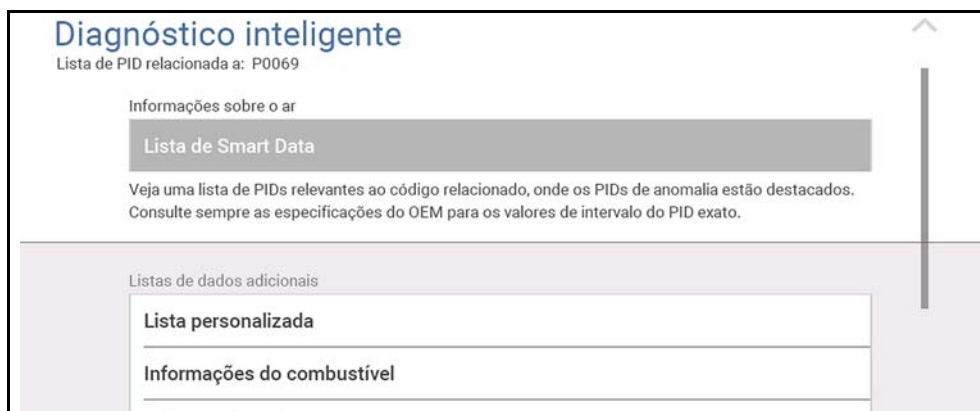 Diagnóstico inteligente
Lista de PID relacionada a: P0069
Informações sobre o ar
Lista de Smart Data
Veja uma lista de PIDs relevantes ao código relacionado, onde os PIDs de anomalia estão destacados.
Consulte sempre as especificações do OEM para os valores de intervalo do PID exato.
Listas de dados adicionais
Lista personalizada
Informações do combustível